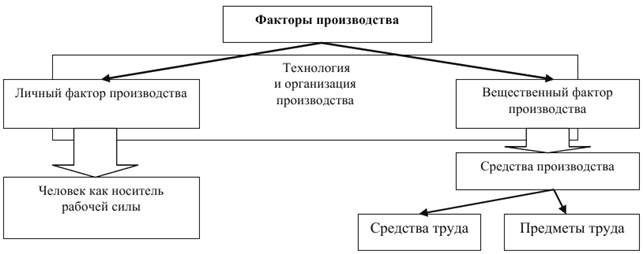 Факторы производства
Технология
и организация
производства
Личный фактор производства
Вещественный фактор
производства
Средства производства
Человек как носитель
рабочей силы
Средства труда
Предметы труда